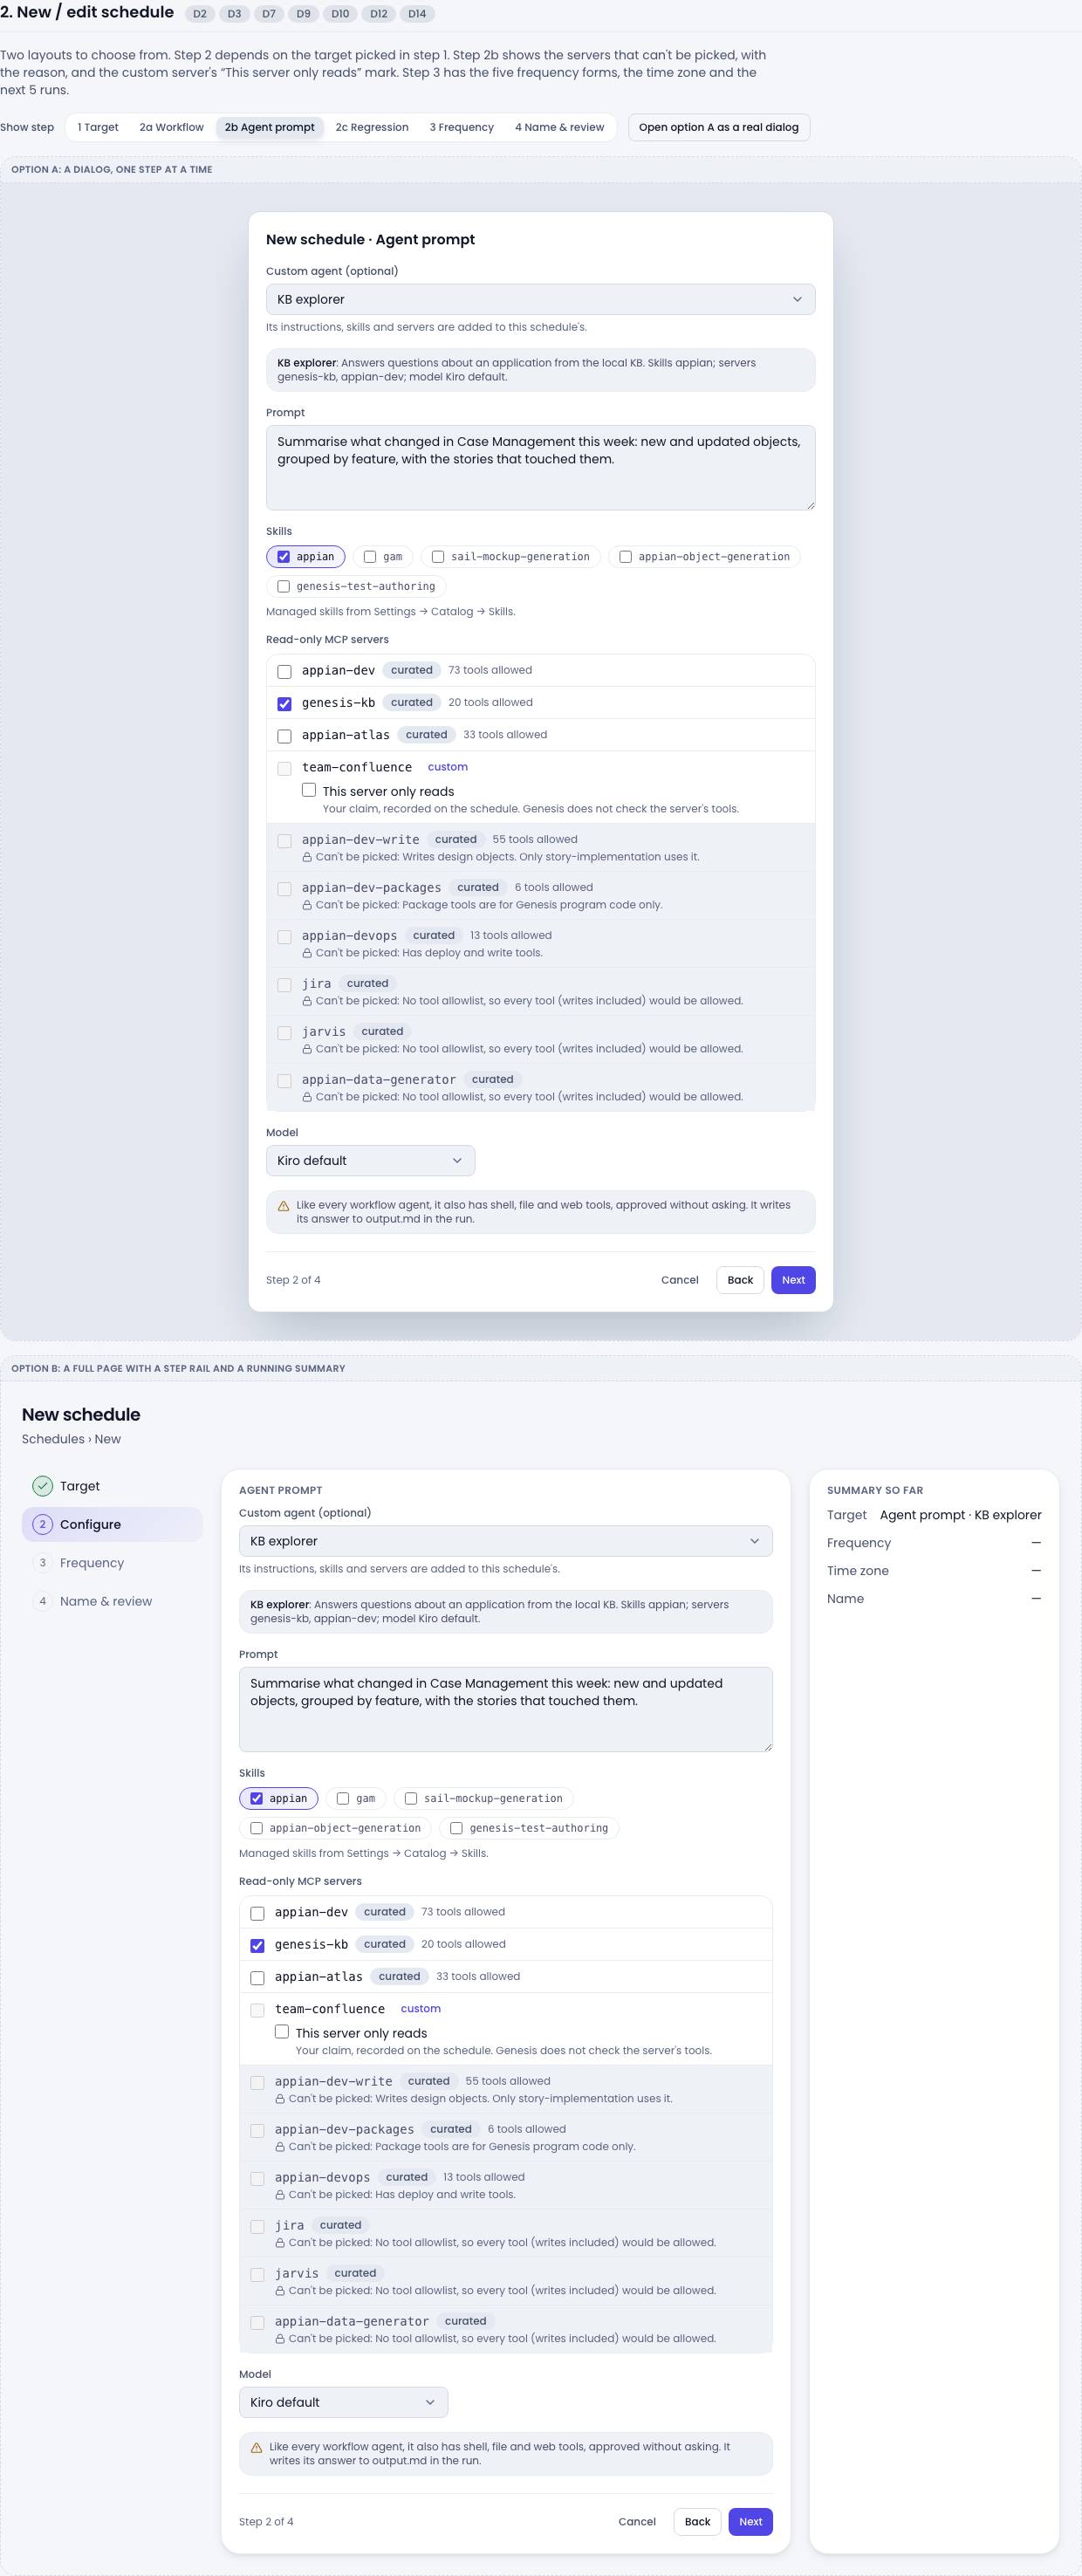 2. New / edit schedule D2 D3 D7 D9 D10 D12 D14
Two layouts to choose from. Step 2 depends on the target picked in step 1. Step 2b shows the servers that can't be picked, with
the reason, and the custom server's “This server only reads” mark. Step 3 has the five frequency forms, the time zone and the
next 5 runs.
Show step 1 Target 2a Workflow 2b Agent prompt 2c Regression 3 Frequency 4 Name & review Open option A as a real dialog
OPTION A: A DIALOG, ONE STEP AT A TIME
New schedule · Agent prompt
Custom agent (optional)
KB explorer
Its instructions, skills and servers are added to this schedule's.
KB explorer: Answers questions about an application from the local KB. Skills appian; servers
genesis-kb, appian-dev; model Kiro default.
Prompt
Summarise what changed in Case Management this week: new and updated objects,
grouped by feature, with the stories that touched them.
Skills
appian gam sail-mockup-generation appian-object-generation
genesis-test-authoring
Managed skills from Settings → Catalog → Skills.
Read-only MCP servers
appian-dev curated 73 tools allowed
genesis-kb curated 20 tools allowed
appian-atlas curated 33 tools allowed
team-confluence custom
This server only reads
Your claim, recorded on the schedule. Genesis does not check the server's tools.
appian-dev-write curated 55 tools allowed
Can't be picked: Writes design objects. Only story-implementation uses it.
appian-dev-packages curated 6 tools allowed
Can't be picked: Package tools are for Genesis program code only.
appian-devops curated 13 tools allowed
Can't be picked: Has deploy and write tools.
jira curated
Can't be picked: No tool allowlist, so every tool (writes included) would be allowed.
jarvis curated
Can't be picked: No tool allowlist, so every tool (writes included) would be allowed.
appian-data-generator curated
Can't be picked: No tool allowlist, so every tool (writes included) would be allowed.
Model
Kiro default
Like every workflow agent, it also has shell, file and web tools, approved without asking. It writes
its answer to output.md in the run.
Step 2 of 4 Cancel Back Next
OPTION B: A FULL PAGE WITH A STEP RAIL AND A RUNNING SUMMARY
New schedule
Schedules › New
Target
2 Configure
3 Frequency
4 Name & review
AGENT PROMPT
Custom agent (optional)
KB explorer
Its instructions, skills and servers are added to this schedule's.
KB explorer: Answers questions about an application from the local KB. Skills appian; servers
genesis-kb, appian-dev; model Kiro default.
Prompt
Summarise what changed in Case Management this week: new and updated
objects, grouped by feature, with the stories that touched them.
Skills
appian gam sail-mockup-generation
appian-object-generation genesis-test-authoring
Managed skills from Settings → Catalog → Skills.
Read-only MCP servers
appian-dev curated 73 tools allowed
genesis-kb curated 20 tools allowed
appian-atlas curated 33 tools allowed
team-confluence custom
This server only reads
Your claim, recorded on the schedule. Genesis does not check the server's tools.
appian-dev-write curated 55 tools allowed
Can't be picked: Writes design objects. Only story-implementation uses it.
appian-dev-packages curated 6 tools allowed
Can't be picked: Package tools are for Genesis program code only.
appian-devops curated 13 tools allowed
Can't be picked: Has deploy and write tools.
jira curated
Can't be picked: No tool allowlist, so every tool (writes included) would be allowed.
jarvis curated
Can't be picked: No tool allowlist, so every tool (writes included) would be allowed.
appian-data-generator curated
Can't be picked: No tool allowlist, so every tool (writes included) would be allowed.
Model
Kiro default
Like every workflow agent, it also has shell, file and web tools, approved without asking. It
writes its answer to output.md in the run.
Step 2 of 4 Cancel Back Next
SUMMARY SO FAR
Target Agent prompt · KB explorer
Frequency —
Time zone —
Name —